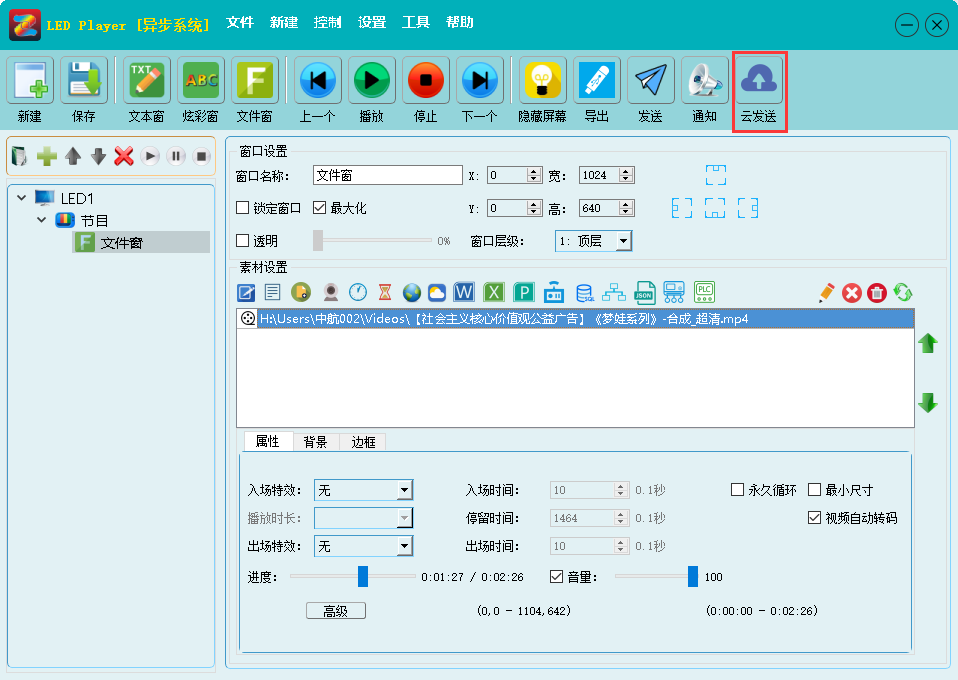 LED Player [异步系统] 文件 新建 控制 设置 工具 帮助
TXT ABC F
新建 保存 文本窗 炫彩窗 文件窗 上一个 播放 停止 下一个 隐藏屏幕 导出 发送 通知 云发送
LED1
节目
F 文件窗
窗口设置
窗口名称： 文件窗 X: 0 宽: 1024
锁定窗口 最大化 Y: 0 高: 640
透明 0% 窗口层级： 1: 顶层
素材设置
W X P SQL JSON PLC
H:\Users\中航002\Videos\【社会主义核心价值观公益广告】《梦娃系列》-合成_超清.mp4
属性 背景 边框
入场特效： 无 入场时间： 10 0.1秒 永久循环 最小尺寸
播放时长： 停留时间： 1464 0.1秒 视频自动转码
出场特效： 无 出场时间： 10 0.1秒
进度： 0:01:27 / 0:02:26 音量： 100
高级 (0,0 - 1104,642) (0:00:00 - 0:02:26)